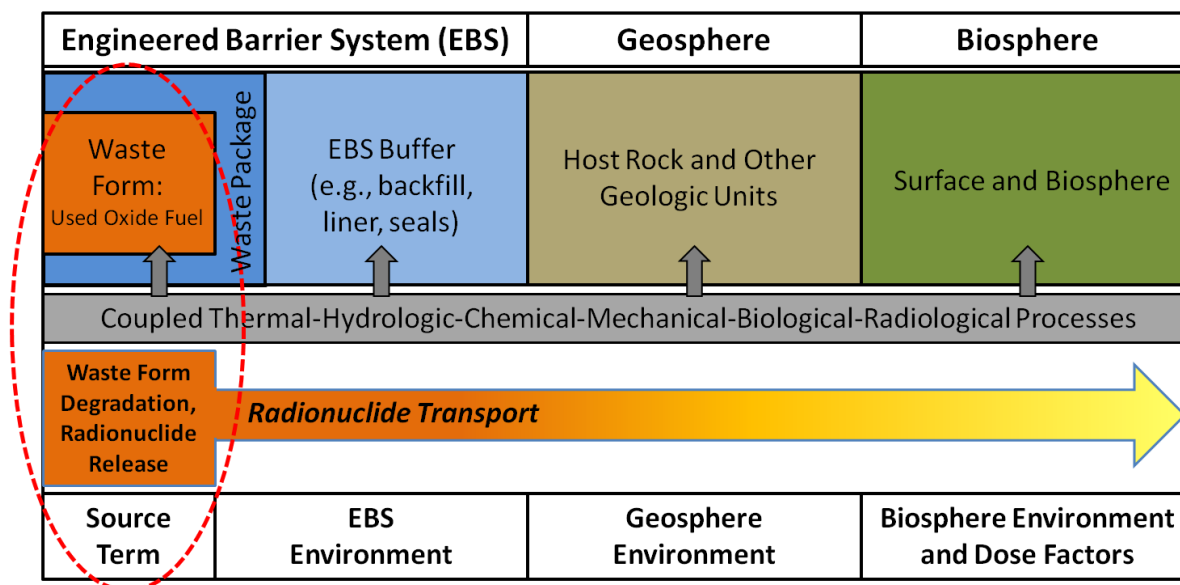 Engineered Barrier System (EBS)
Geosphere
Biosphere
Waste
Form:
Used Oxide Fuel
Waste Package
EBS Buffer
(e.g., backfill,
liner, seals)
Host Rock and Other
Geologic Units
Surface and Biosphere
Coupled Thermal-Hydrologic-Chemical-Mechanical-Biological-Radiological Processes
Waste Form
Degradation,
Radionuclide
Release
Radionuclide Transport
Source
Term
EBS
Environment
Geosphere
Environment
Biosphere Environment
and Dose Factors